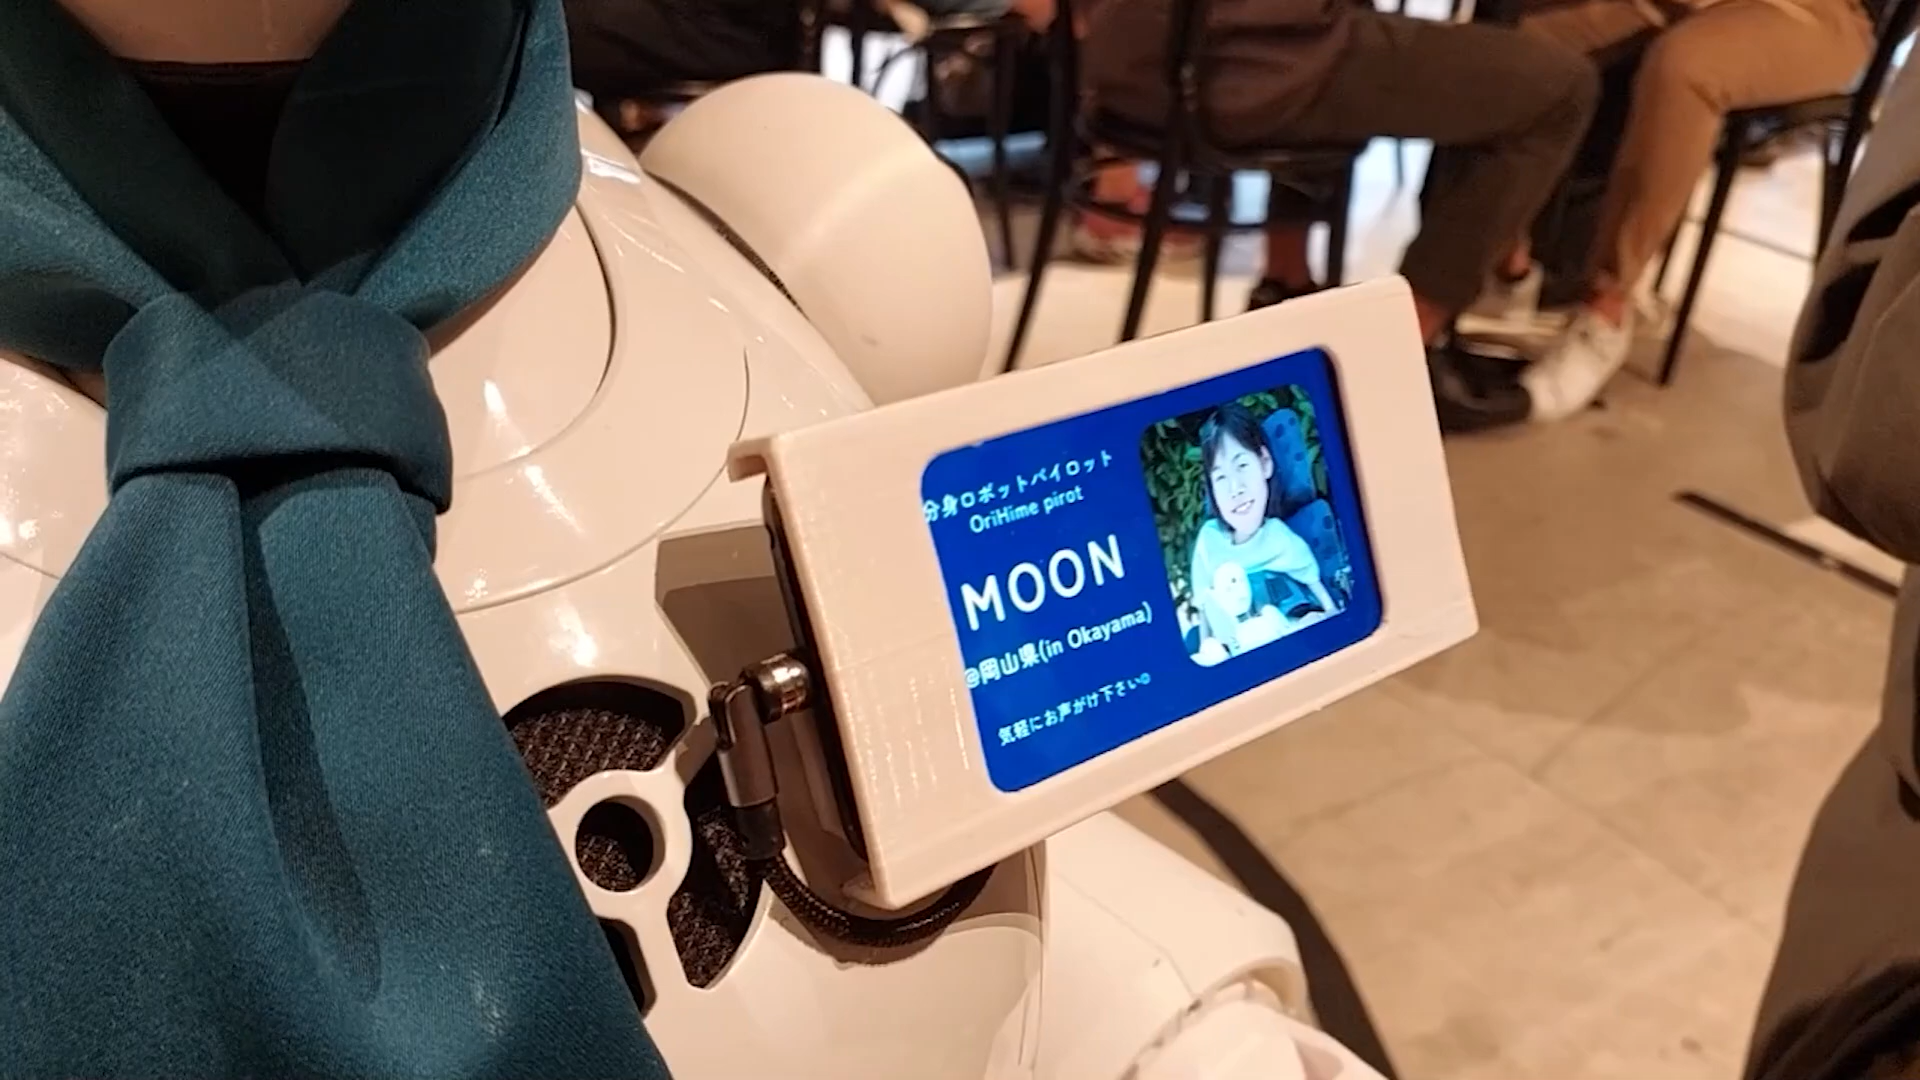 分身ロボットパイロット
OriHime pirot
MOON
@岡山県(in Okayama)
気軽にお声がけ下さい☺